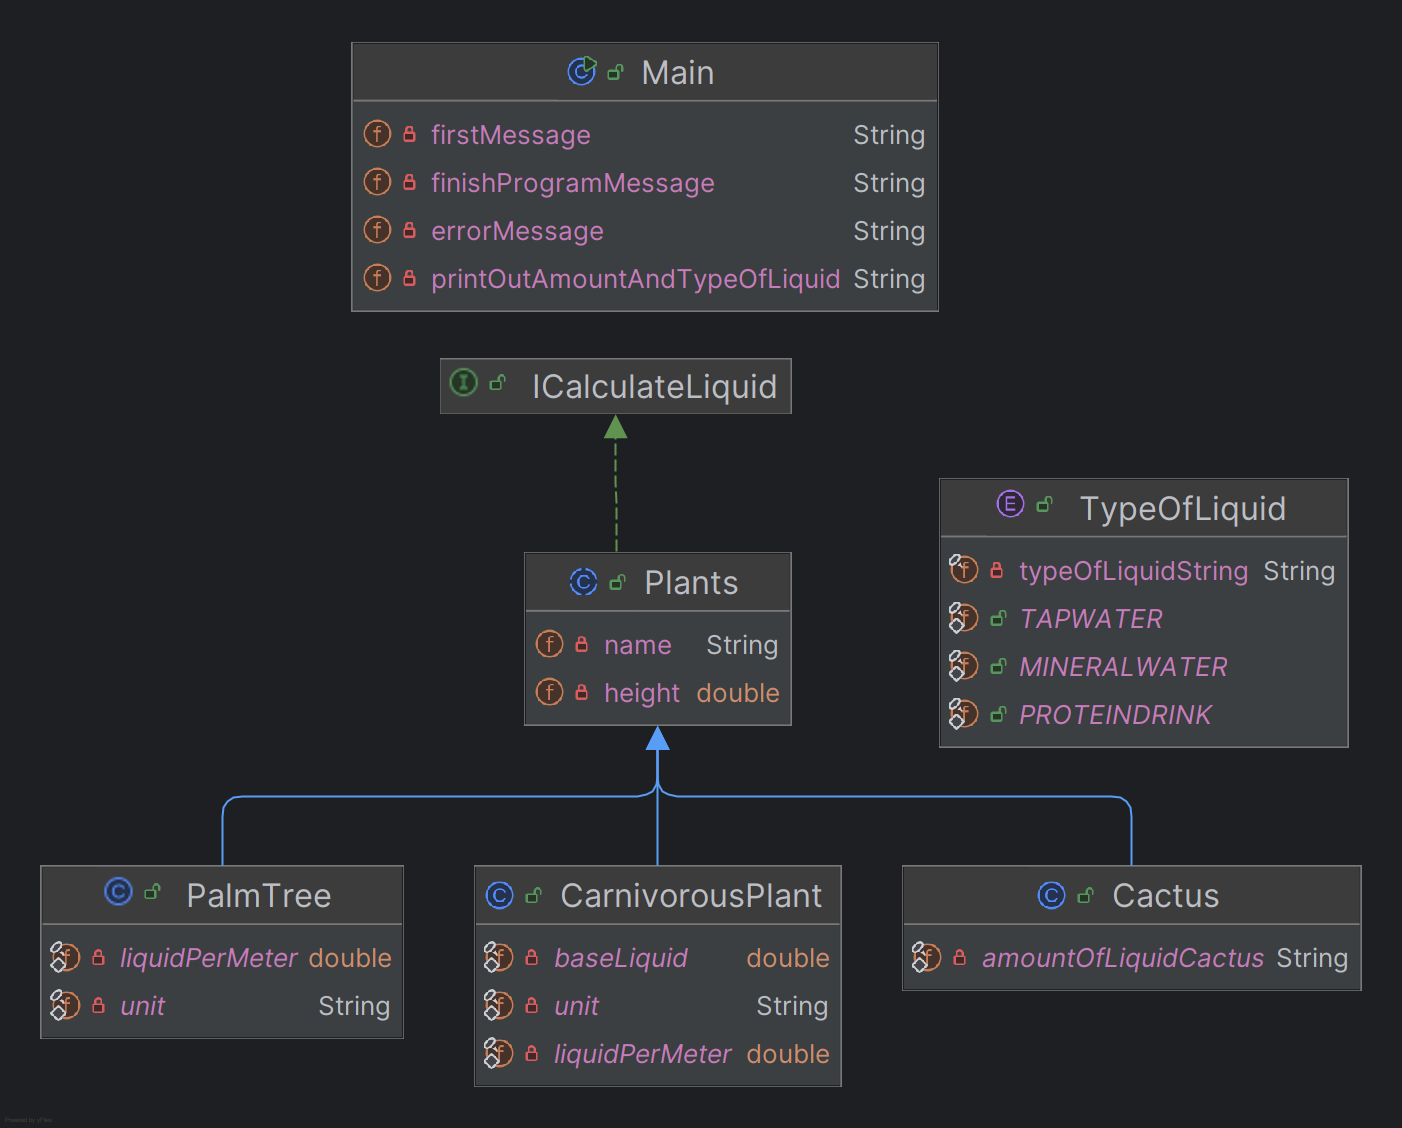 Main
firstMessage String
finishProgramMessage String
errorMessage String
printOutAmountAndTypeOfLiquid String
ICalculateLiquid
TypeOfLiquid
typeOfLiquidString String
TAPWATER
MINERALWATER
PROTEINDRINK
Plants
name String
height double
PalmTree
liquidPerMeter double
unit String
CarnivorousPlant
baseLiquid double
unit String
liquidPerMeter double
Cactus
amountOfLiquidCactus String